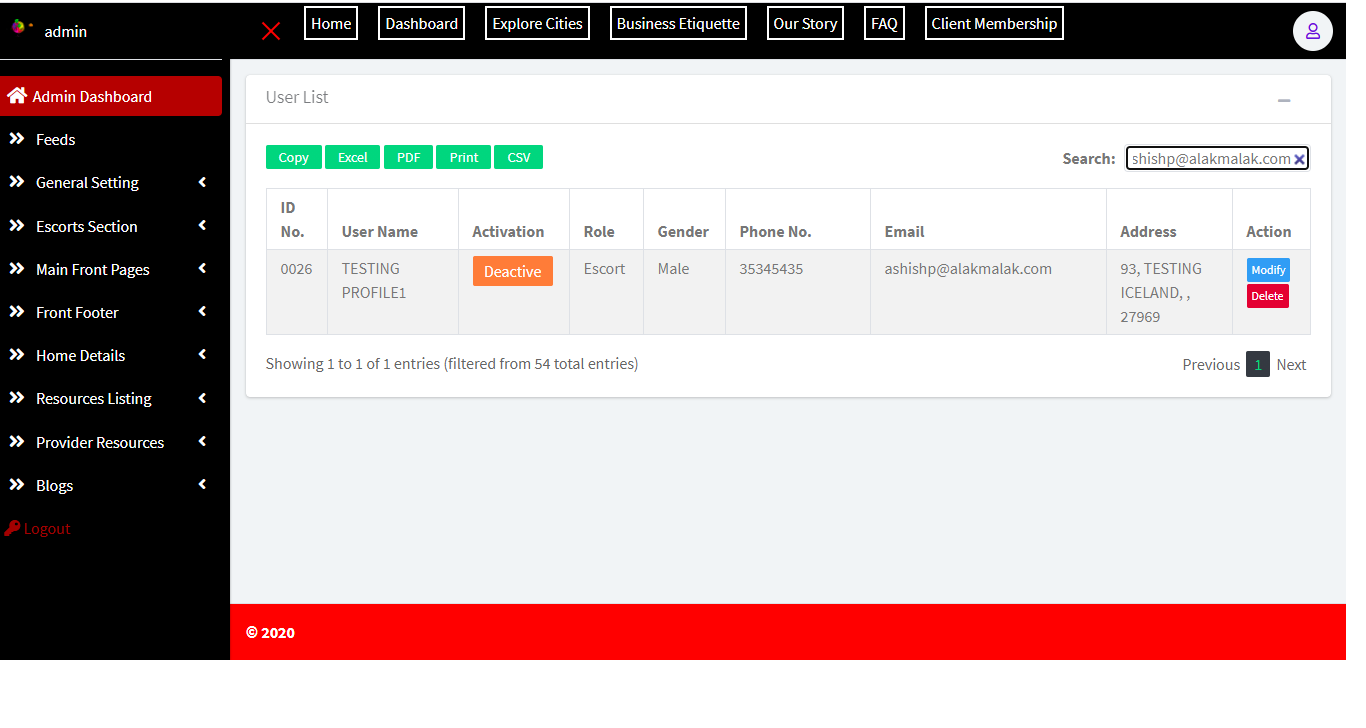 admin
Home Dashboard Explore Cities Business Etiquette Our Story FAQ Client Membership
Admin Dashboard
Feeds
General Setting
Escorts Section
Main Front Pages
Front Footer
Home Details
Resources Listing
Provider Resources
Blogs
Logout
User List
Copy Excel PDF Print CSV
Search: shishp@alakmalak.com
ID
No. User Name Activation Role Gender Phone No. Email Address Action
0026 TESTING Deactive Escort Male 35345435 ashishp@alakmalak.com 93, TESTING Modify
PROFILE1 ICELAND, , Delete
27969
Showing 1 to 1 of 1 entries (filtered from 54 total entries)
Previous 1 Next
© 2020